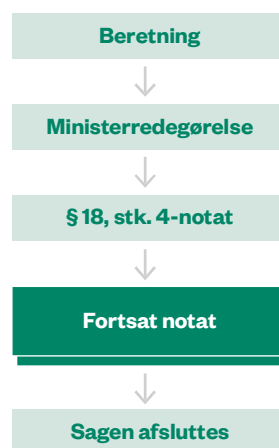 Beretning
Ministerredegørelse
§ 18, stk. 4-notat
Fortsat notat
Sagen afsluttes